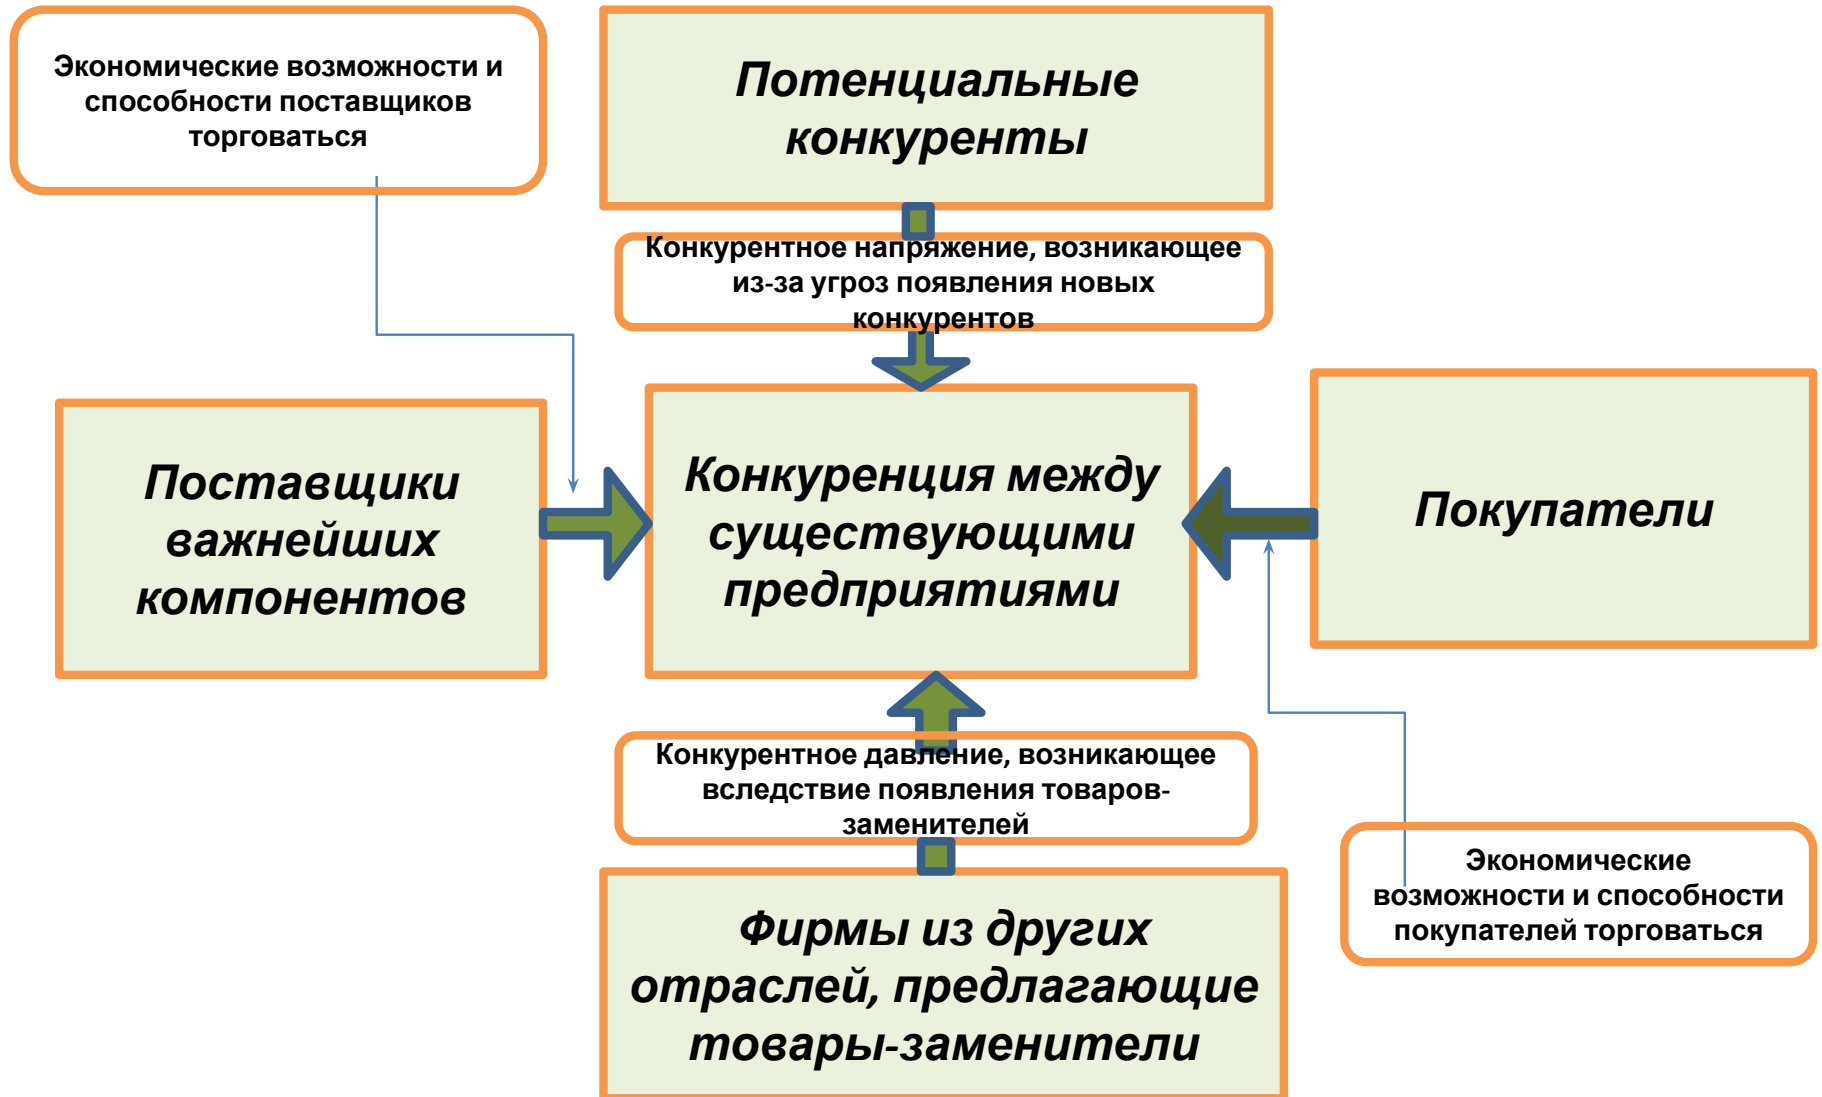 Экономические возможности и
способности поставщиков
торговаться
Потенциальные
конкуренты
Конкурентное напряжение, возникающее
из-за угроз появления новых
конкурентов
Поставщики
важнейших
компонентов
Конкуренция между
существующими
предприятиями
Покупатели
Конкурентное давление, возникающее
вследствие появления товаров-
заменителей
Экономические
возможности и способности
покупателей торговаться
Фирмы из других
отраслей, предлагающие
товары-заменители